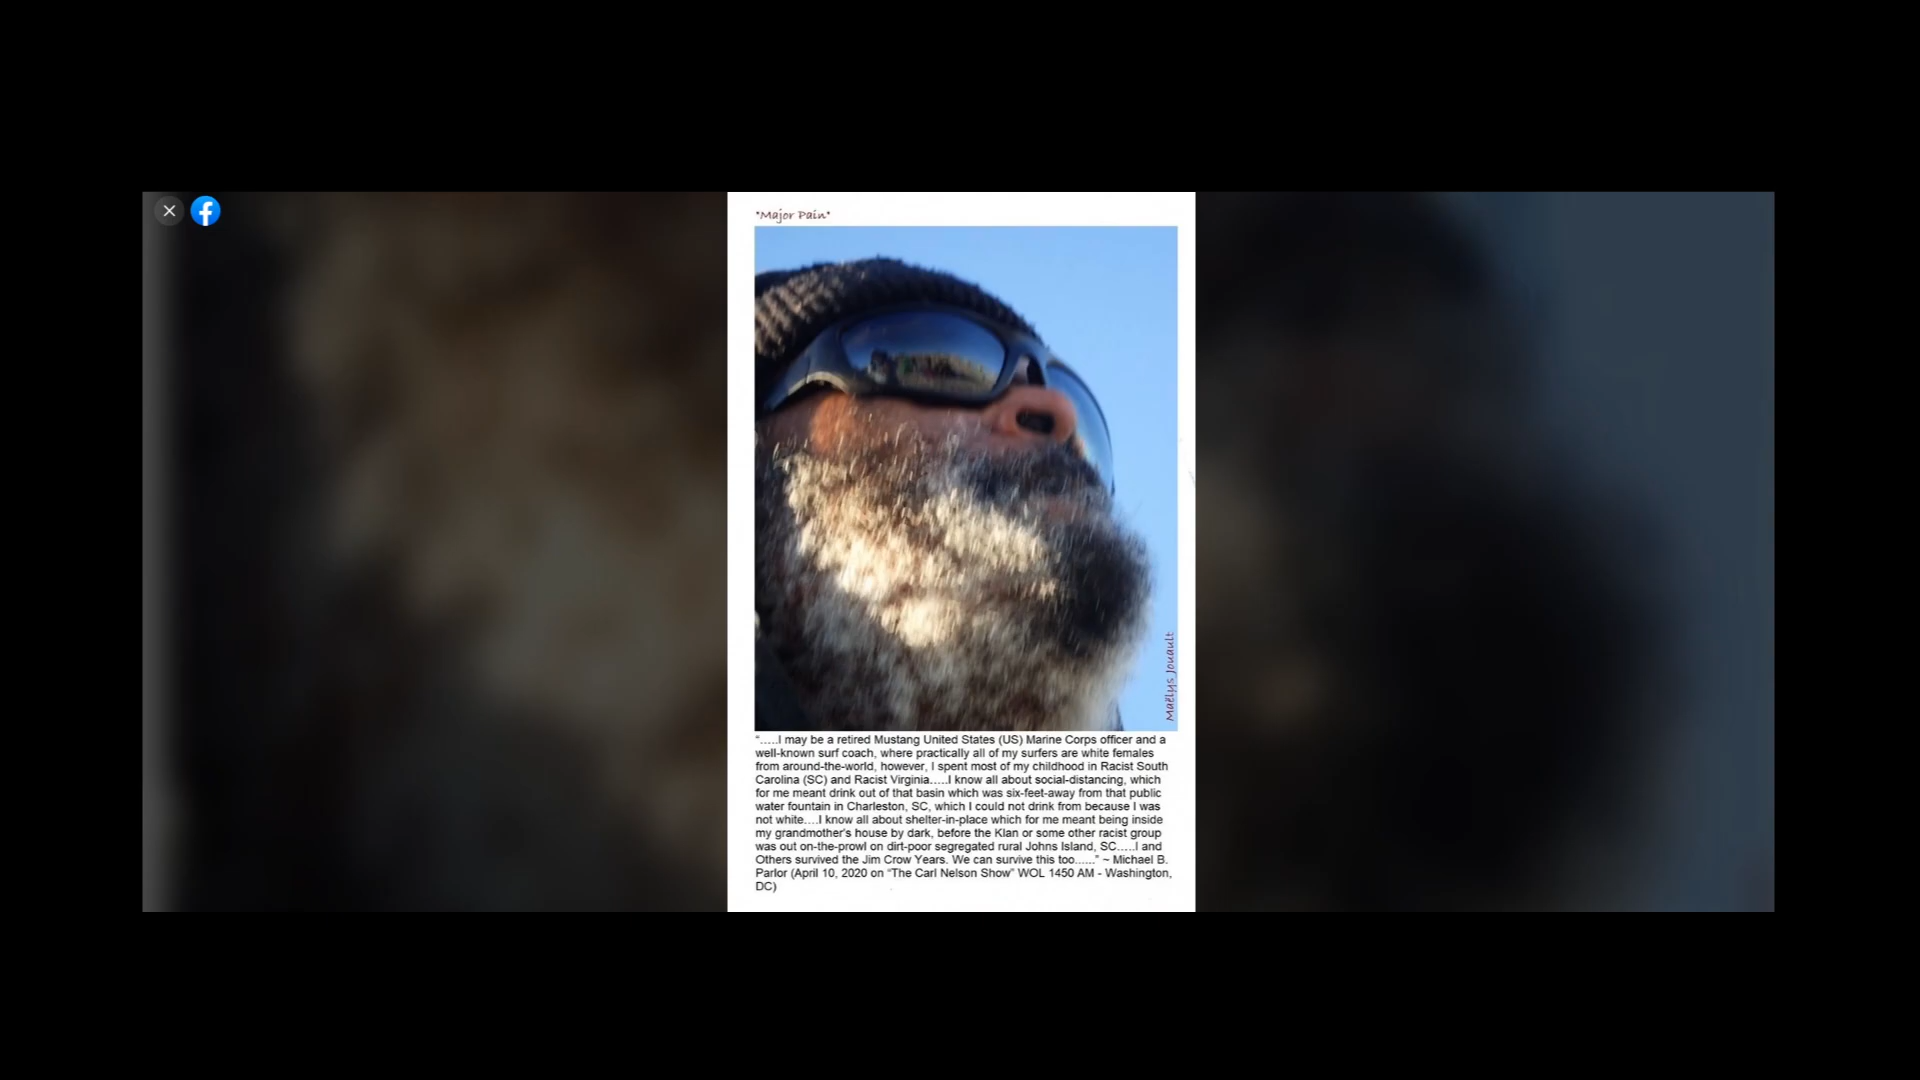 "Major Pain"
Maëlys Jouault
“.....I may be a retired Mustang United States (US) Marine Corps officer and a
well-known surf coach, where practically all of my surfers are white females
from around-the-world, however, I spent most of my childhood in Racist South
Carolina (SC) and Racist Virginia.....I know all about social-distancing, which
for me meant drink out of that basin which was six-feet-away from that public
water fountain in Charleston, SC, which I could not drink from because I was
not white....I know all about shelter-in-place which for me meant being inside
my grandmother's house by dark, before the Klan or some other racist group
was out on-the-prowl on dirt-poor segregated rural Johns Island, SC.....I and
Others survived the Jim Crow Years. We can survive this too......” ~ Michael B.
Parlor (April 10, 2020 on “The Carl Nelson Show” WOL 1450 AM - Washington,
DC)